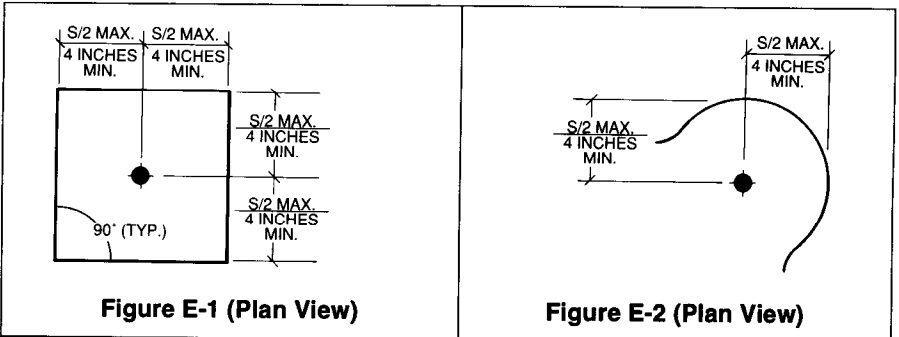 S/2 MAX.
4 INCHES
MIN.
S/2 MAX.
4 INCHES
MIN.
S/2 MAX.
4 INCHES
MIN.
S/2 MAX.
4 INCHES
MIN.
90° (TYP.)
Figure E-1 (Plan View)
S/2 MAX.
4 INCHES
MIN.
S/2 MAX.
4 INCHES
MIN.
Figure E-2 (Plan View)